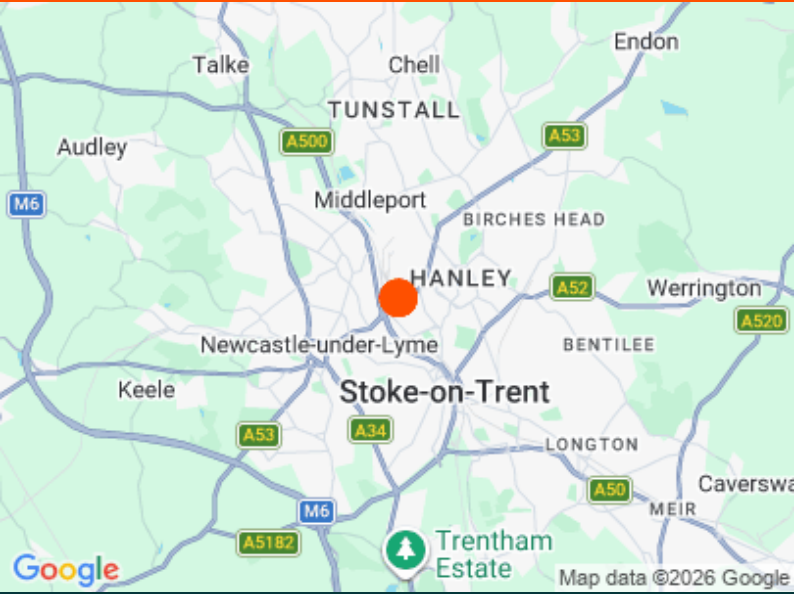 Endon
Talke
Chell
TUNSTALL
A500
A53
Audley
Middleport
M6
BIRCHES HEAD
HANLEY
A52
Werrington
A520
Newcastle-under-Lyme
BENTILEE
Keele
Stoke-on-Trent
A53
A34
LONGTON
A50
Caverswa
MEIR
M6
A5182
Trentham
Estate
Google
Map data ©2026 Google